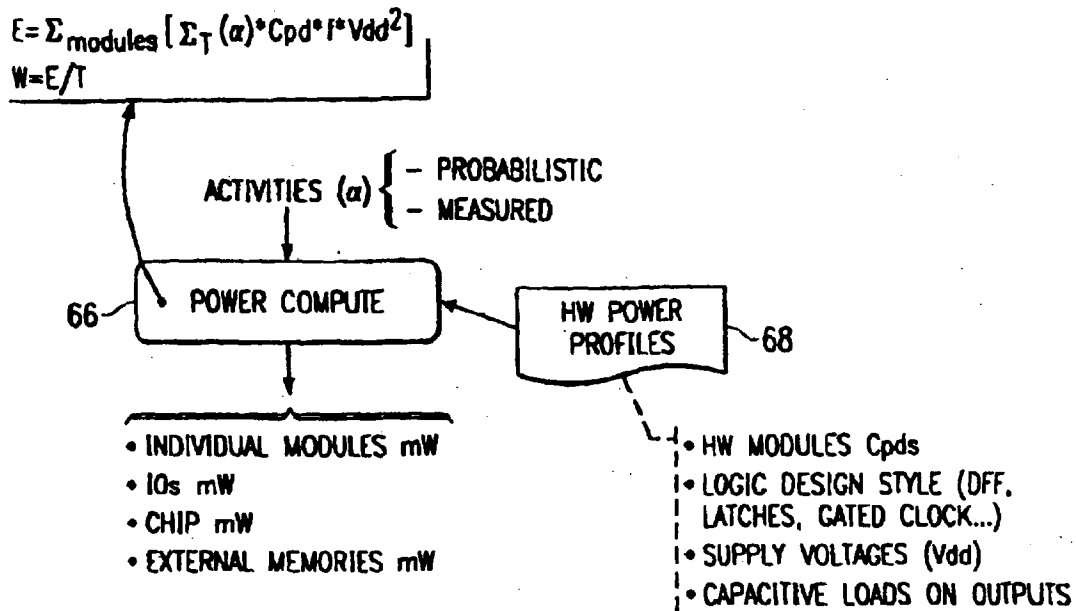 E=Σmodules[ΣT(α)*Cpd*f*Vdd²]
W=E/T
ACTIVITIES (α)
– PROBABILISTIC
– MEASURED
66
POWER COMPUTE
HW POWER
PROFILES
68
• INDIVIDUAL MODULES mW
• IOs mW
• CHIP mW
• EXTERNAL MEMORIES mW
• HW MODULES Cpds
• LOGIC DESIGN STYLE (DFF,
LATCHES, GATED CLOCK...)
• SUPPLY VOLTAGES (Vdd)
• CAPACITIVE LOADS ON OUTPUTS